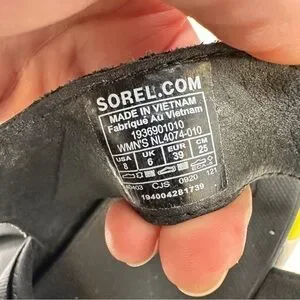 SOREL.COM
MADE IN VIETNAM
Fabriqué Au Vietnam
1936901010
WMN'S NL4074-010
USA UK EUR CM
8 6 39 25
CJS 0920 121
194004281739